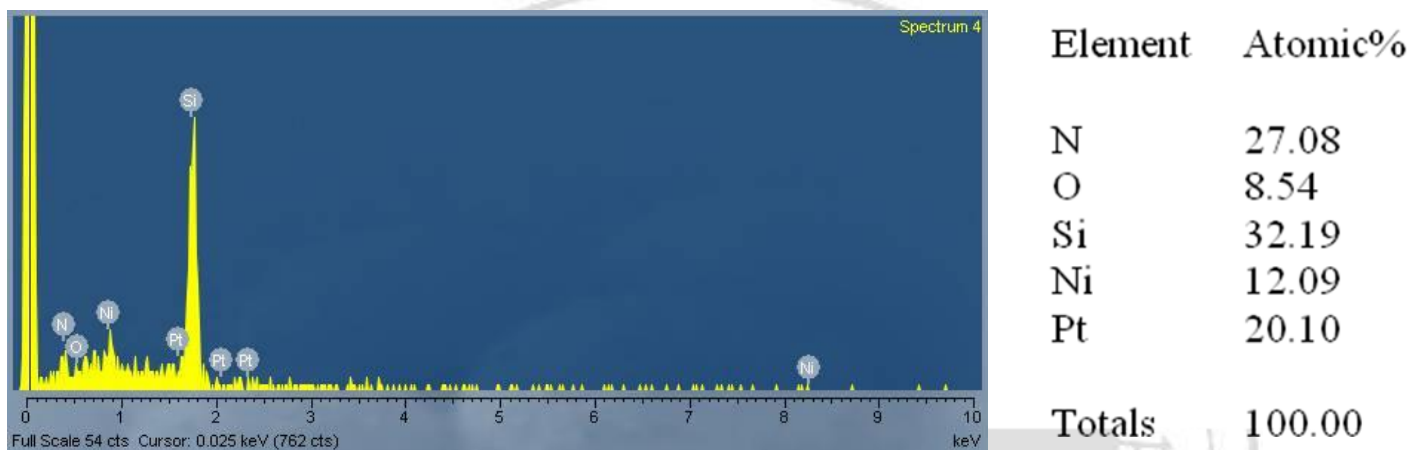 Spectrum 4
Si
N
O
Ni
Pt
Pt
Pt
Ni
0 1 2 3 4 5 6 7 8 9 10
Full Scale 54 cts Cursor: 0.025 keV (762 cts) keV
Element Atomic%
N 27.08
O 8.54
Si 32.19
Ni 12.09
Pt 20.10
Totals 100.00